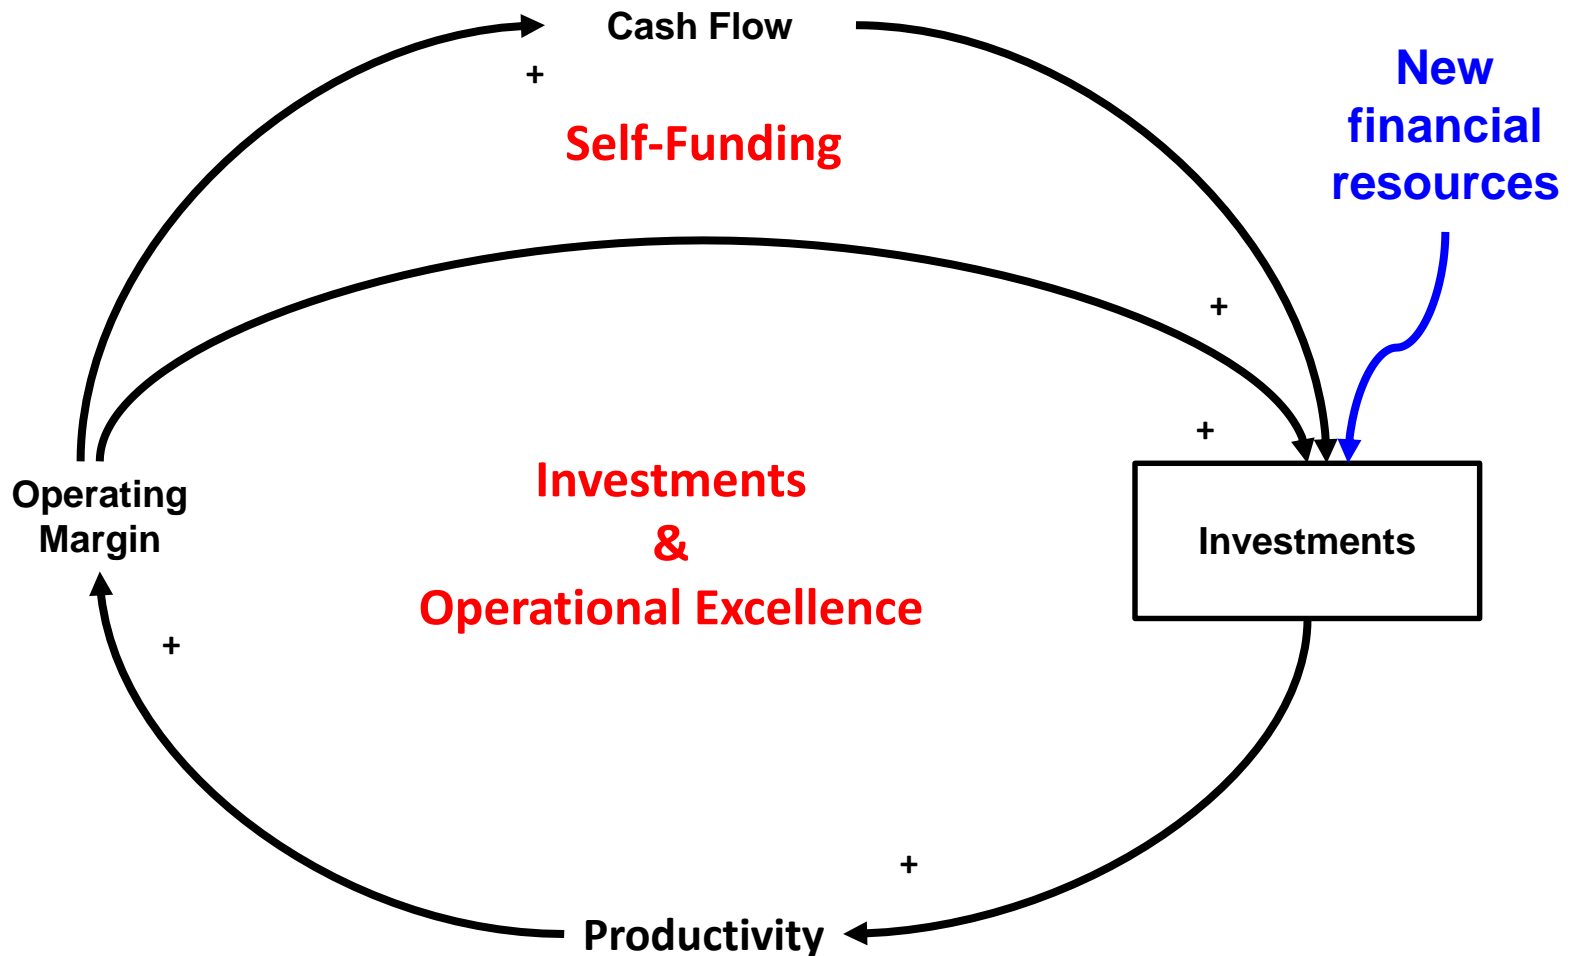 Cash Flow
+
New
financial
resources
Self-Funding
+
+
Operating
Margin
Investments
&
Operational Excellence
Investments
+
+
Productivity